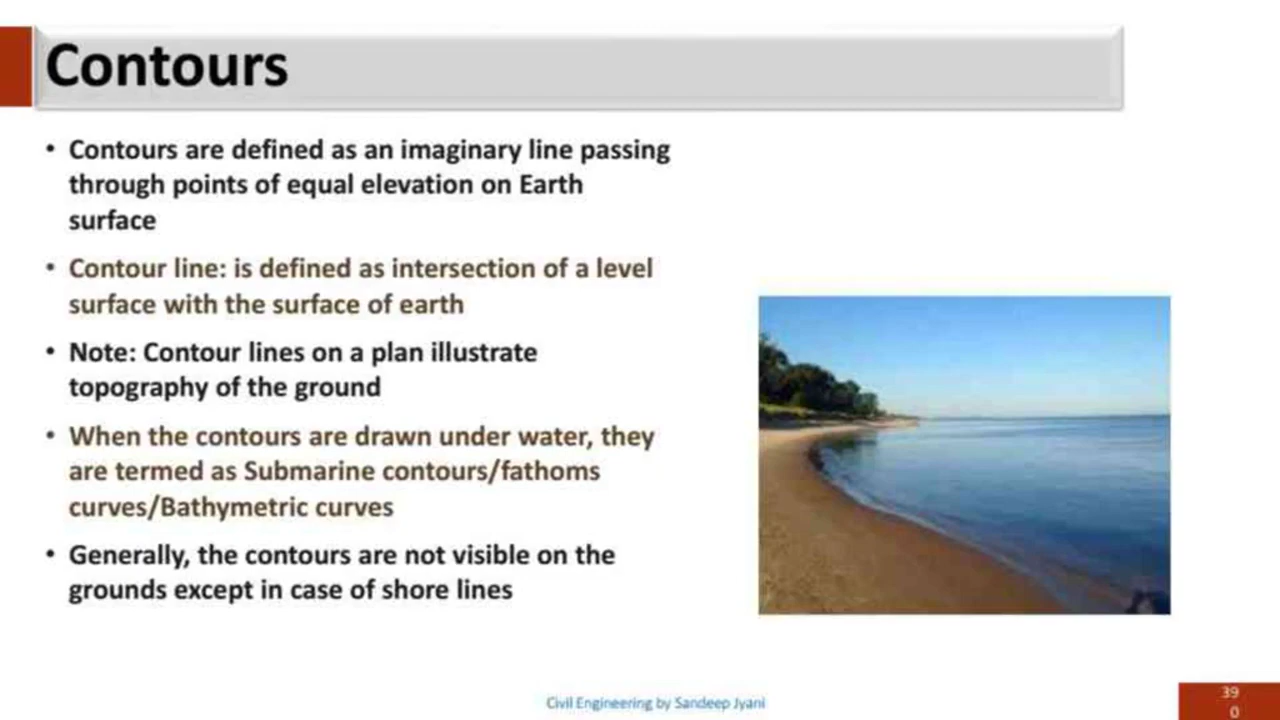 Contours
• Contours are defined as an imaginary line passing
through points of equal elevation on Earth
surface
• Contour line: is defined as intersection of a level
surface with the surface of earth
• Note: Contour lines on a plan illustrate
topography of the ground
• When the contours are drawn under water, they
are termed as Submarine contours/fathoms
curves/Bathymetric curves
• Generally, the contours are not visible on the
grounds except in case of shore lines
Civil Engineering by Sandeep Jyani
39
0